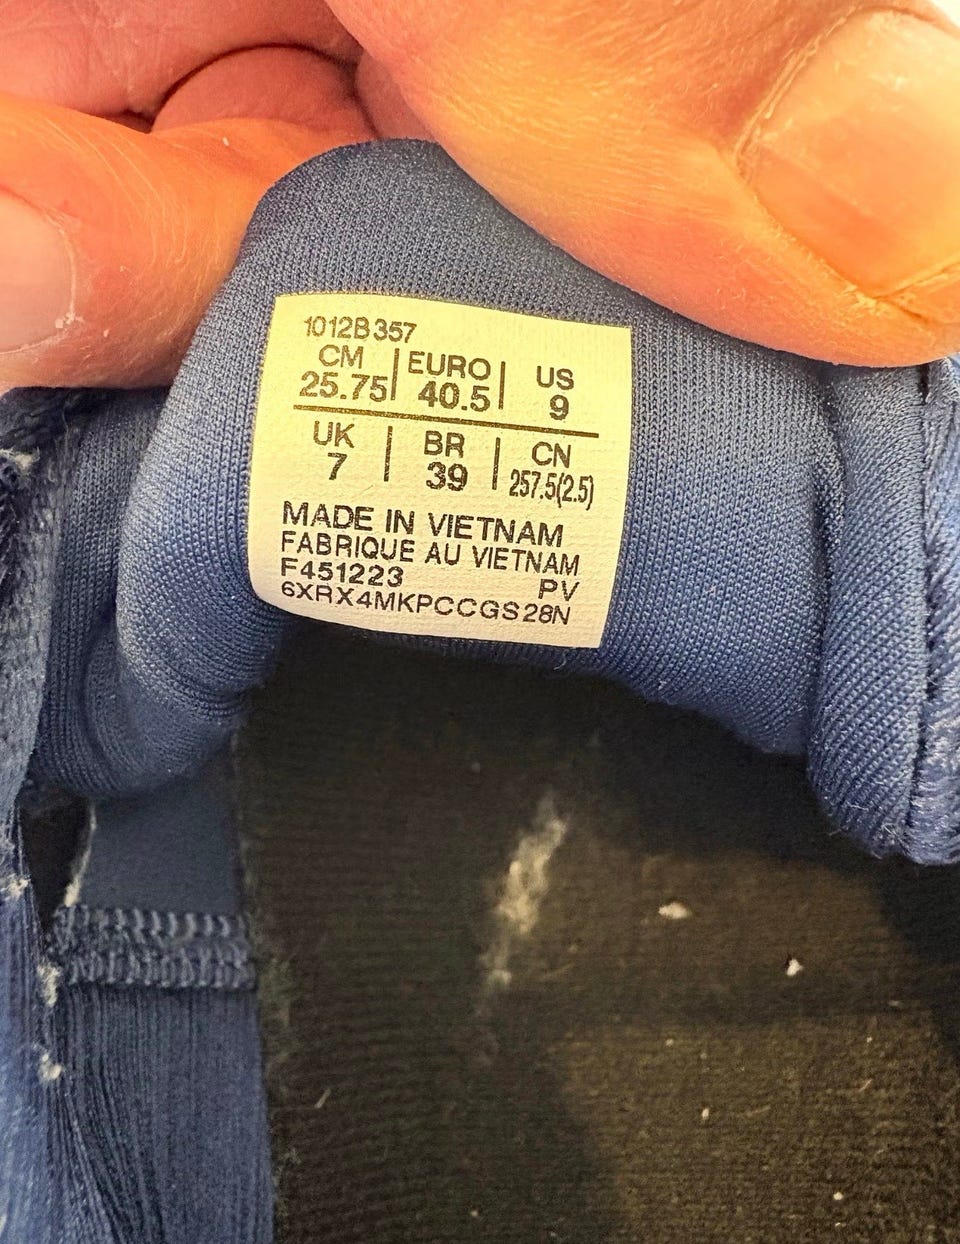 1012B357
CM | EURO | US
25.75 | 40.5 | 9
UK | BR | CN
7 | 39 | 257.5(2.5)
MADE IN VIETNAM
FABRIQUE AU VIETNAM
F451223 PV
6XRX4MKPCCGS28N